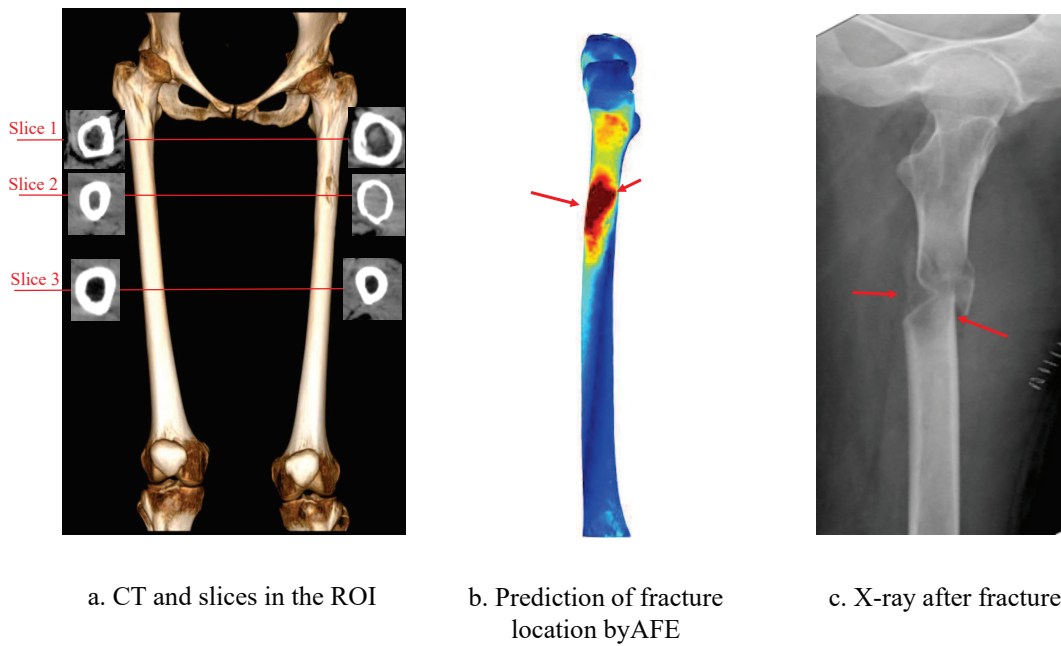 Slice 1
Slice 2
Slice 3
a. CT and slices in the ROI
b. Prediction of fracture
location byAFE
c. X-ray after fracture